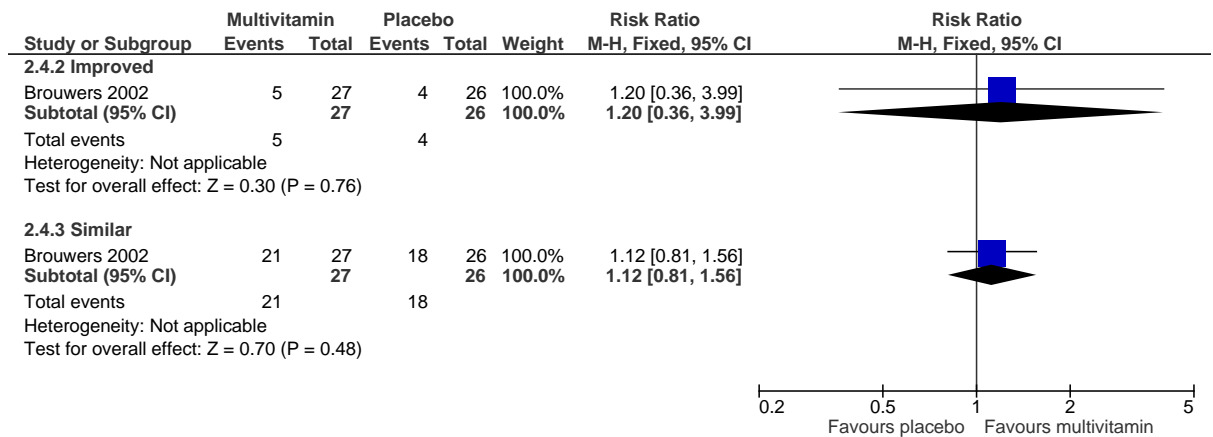 Multivitamin Placebo Risk Ratio Risk Ratio
Study or Subgroup Events Total Events Total Weight M-H, Fixed, 95% CI M-H, Fixed, 95% CI
2.4.2 Improved
Brouwers 2002 5 27 4 26 100.0% 1.20 [0.36, 3.99]
Subtotal (95% CI) 27 26 100.0% 1.20 [0.36, 3.99]
Total events 5 4
Heterogeneity: Not applicable
Test for overall effect: Z = 0.30 (P = 0.76)
2.4.3 Similar
Brouwers 2002 21 27 18 26 100.0% 1.12 [0.81, 1.56]
Subtotal (95% CI) 27 26 100.0% 1.12 [0.81, 1.56]
Total events 21 18
Heterogeneity: Not applicable
Test for overall effect: Z = 0.70 (P = 0.48)
0.2 0.5 1 2 5
Favours placebo Favours multivitamin